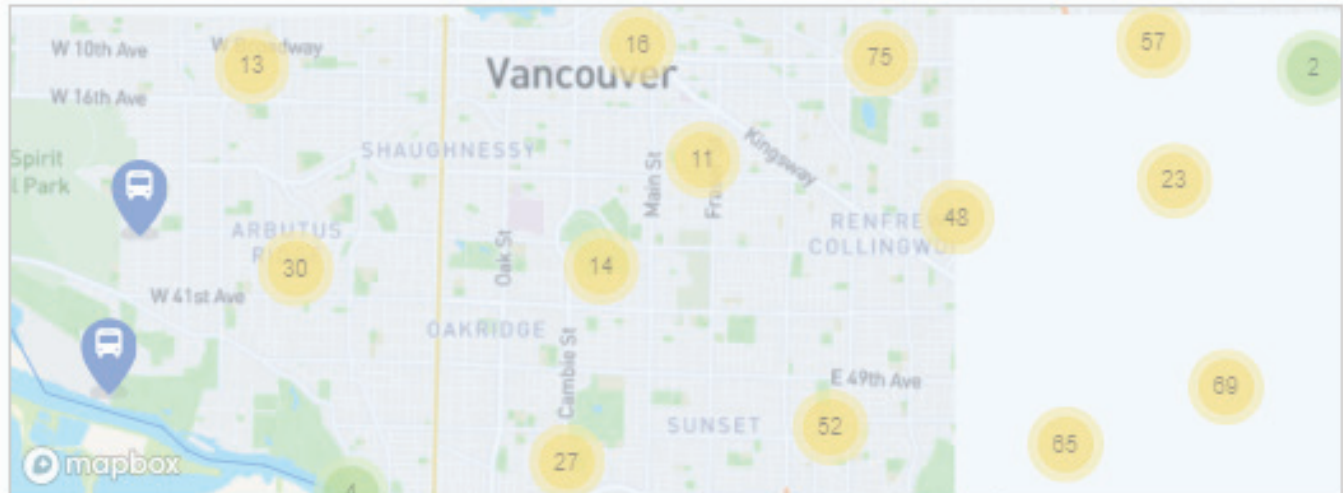 W 10th Ave
W Broadway
13
16
75
57
2
Vancouver
W 16th Ave
Spirit
l Park
SHAUGHNESSY
11
Kingsway
Main St
23
48
ARBUTUS
30
Oak St
14
RENFRE
COLLINGWO
W 41st Ave
OAKRIDGE
Cambie St
E 49th Ave
69
SUNSET
52
65
27
4
mapbox